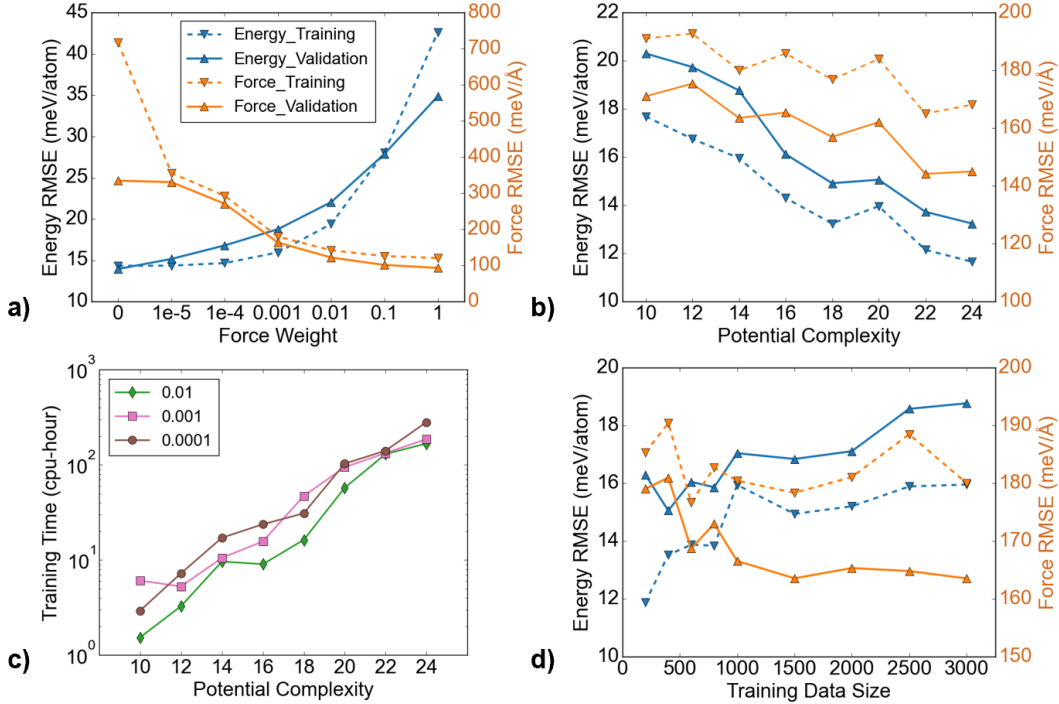 45
40
35
30
25
20
15
10
Energy RMSE (meV/atom)
Energy_Training
Energy_Validation
Force_Training
Force_Validation
800
700
600
500
400
300
200
100
0
Force RMSE (meV/Å)
0 1e-5 1e-4 0.001 0.01 0.1 1
Force Weight
a)
22
20
18
16
14
12
10
Energy RMSE (meV/atom)
200
180
160
140
120
100
Force RMSE (meV/Å)
10 12 14 16 18 20 22 24
Potential Complexity
b)
10³
10²
10¹
10⁰
Training Time (cpu-hour)
0.01
0.001
0.0001
10 12 14 16 18 20 22 24
Potential Complexity
c)
20
18
16
14
12
10
Energy RMSE (meV/atom)
200
190
180
170
160
150
Force RMSE (meV/Å)
0 500 1000 1500 2000 2500 3000
Training Data Size
d)